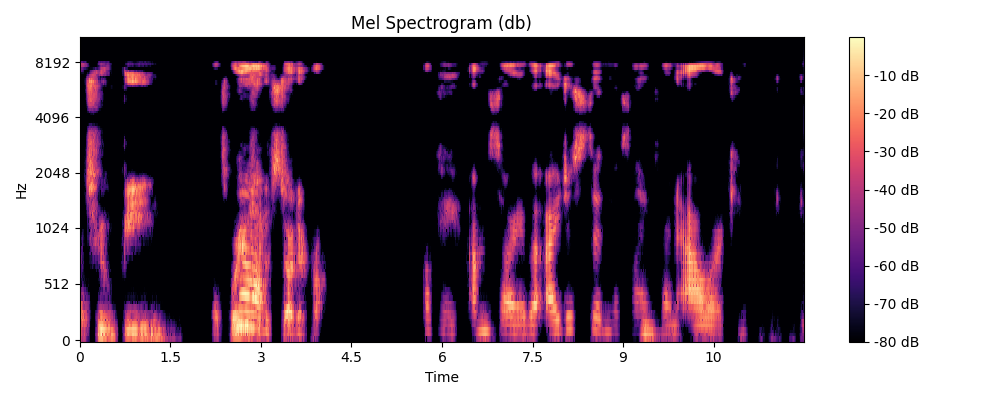 Mel Spectrogram (db)
8192
4096
2048
1024
512
0
Hz
0 1.5 3 4.5 6 7.5 9 10
Time
-10 dB
-20 dB
-30 dB
-40 dB
-50 dB
-60 dB
-70 dB
-80 dB